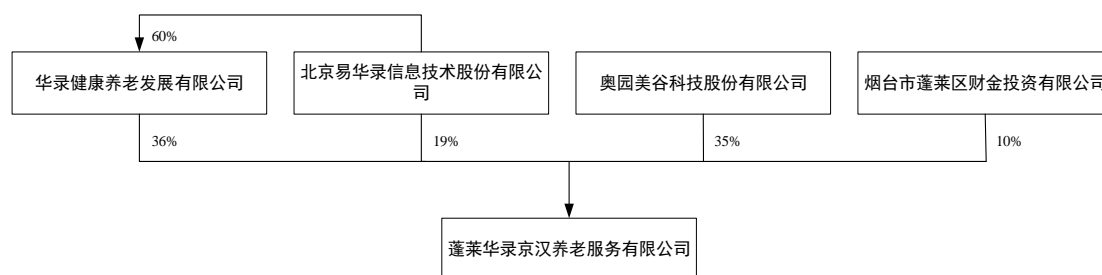 60%
华录健康养老发展有限公司
北京易华录信息技术股份有限公
司
奥园美谷科技股份有限公司
烟台市蓬莱区财金投资有限公司
36%
19%
35%
10%
蓬莱华录京汉养老服务有限公司